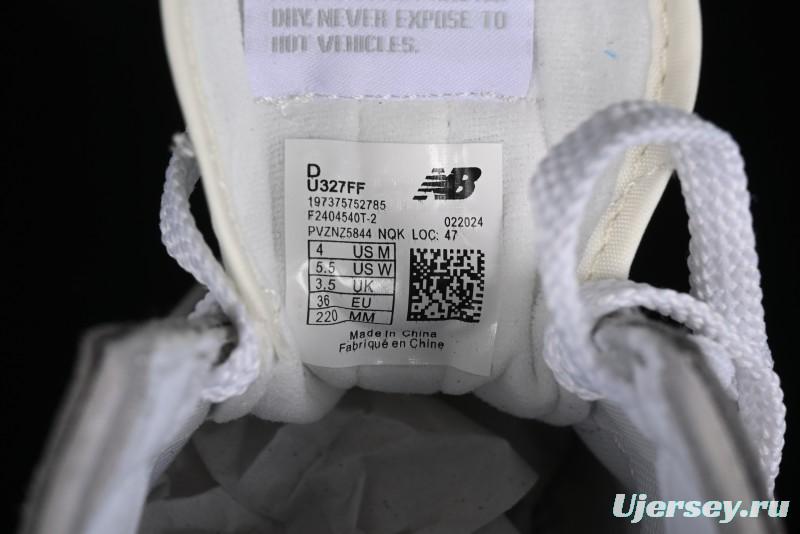 DRY. NEVER EXPOSE TO
HOT VEHICLES.
D
U327FF
NB
197375752785
F2404540T-2
022024
PVZNZ5844 NQK LOC: 47
4 US M
5.5 US W
3.5 UK
36 EU
220 MM
Made in China
Fabriqué en Chine
Ujersey.ru